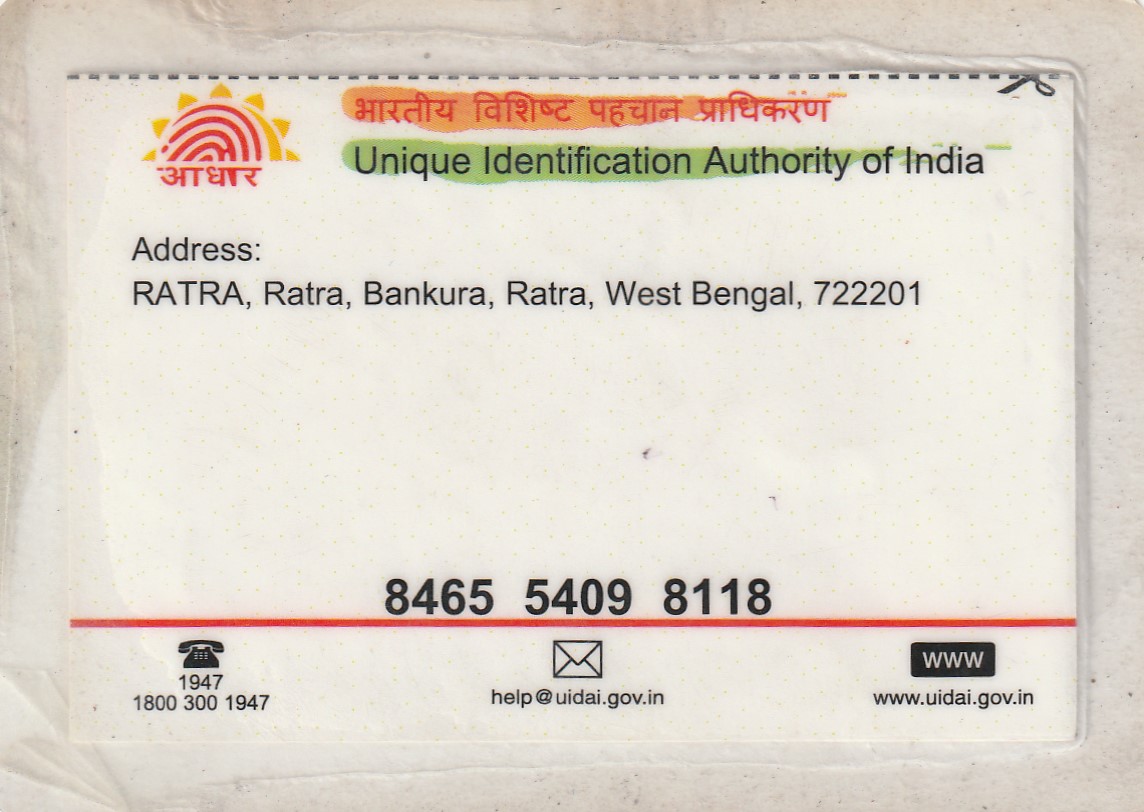 भारतीय विशिष्ट पहचान प्राधिकरण
आधार
Unique Identification Authority of India
Address:
RATRA, Ratra, Bankura, Ratra, West Bengal, 722201
8465 5409 8118
1947
1800 300 1947
help@uidai.gov.in
WWW
www.uidai.gov.in